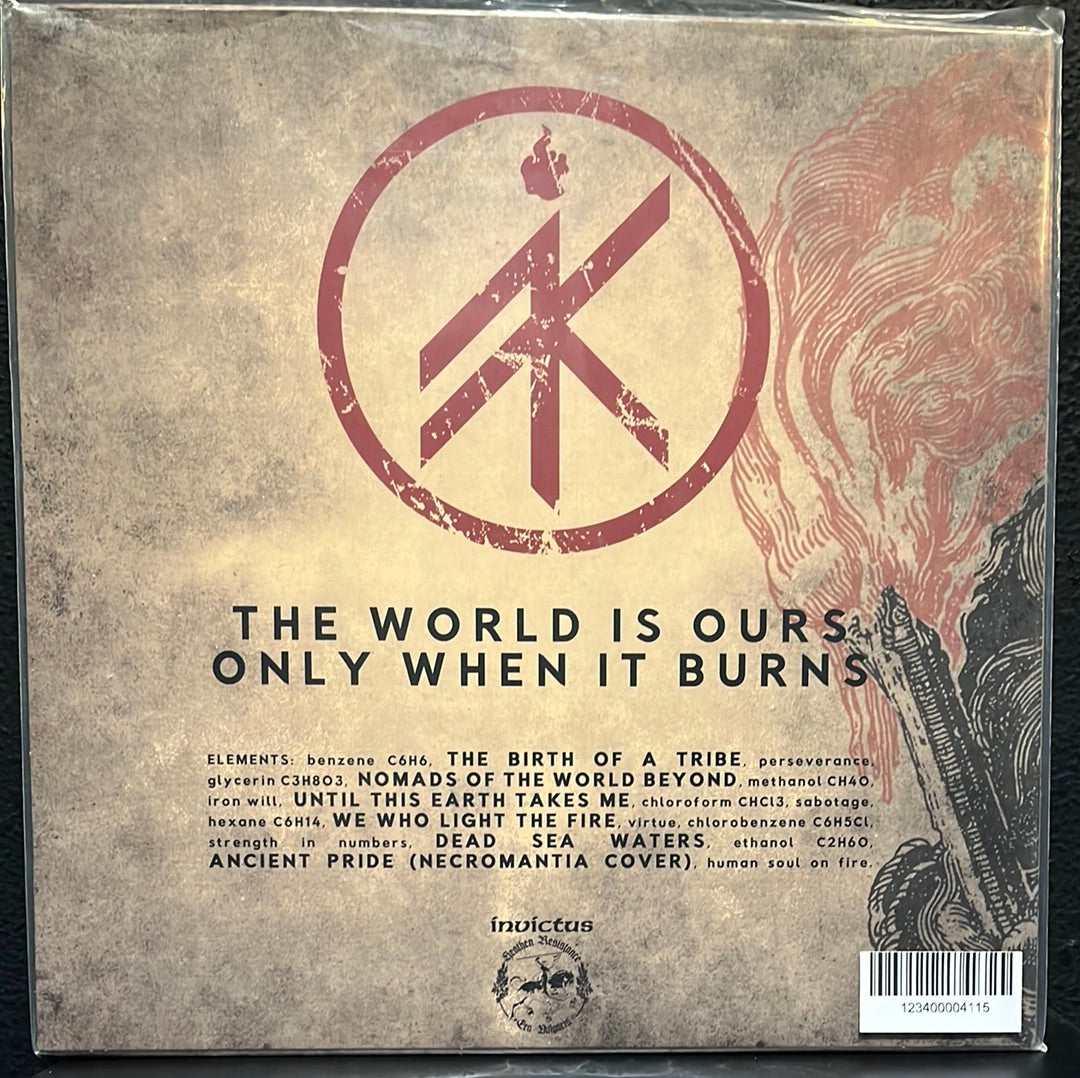 THE WORLD IS OURS
ONLY WHEN IT BURNS
ELEMENTS: benzene C6H6, THE BIRTH OF A TRIBE, perseverance,
glycerin C3H8O3, NOMADS OF THE WORLD BEYOND, methanol CH4O,
iron will, UNTIL THIS EARTH TAKES ME, chloroform CHCl3, sabotage,
hexane C6H14, WE WHO LIGHT THE FIRE, virtue, chlorobenzene C6H5Cl,
strength in numbers, DEAD SEA WATERS, ethanol C2H6O,
ANCIENT PRIDE (NECROMANTIA COVER), human soul on fire.
invictus
Heathen Resistance
Era
123400004115